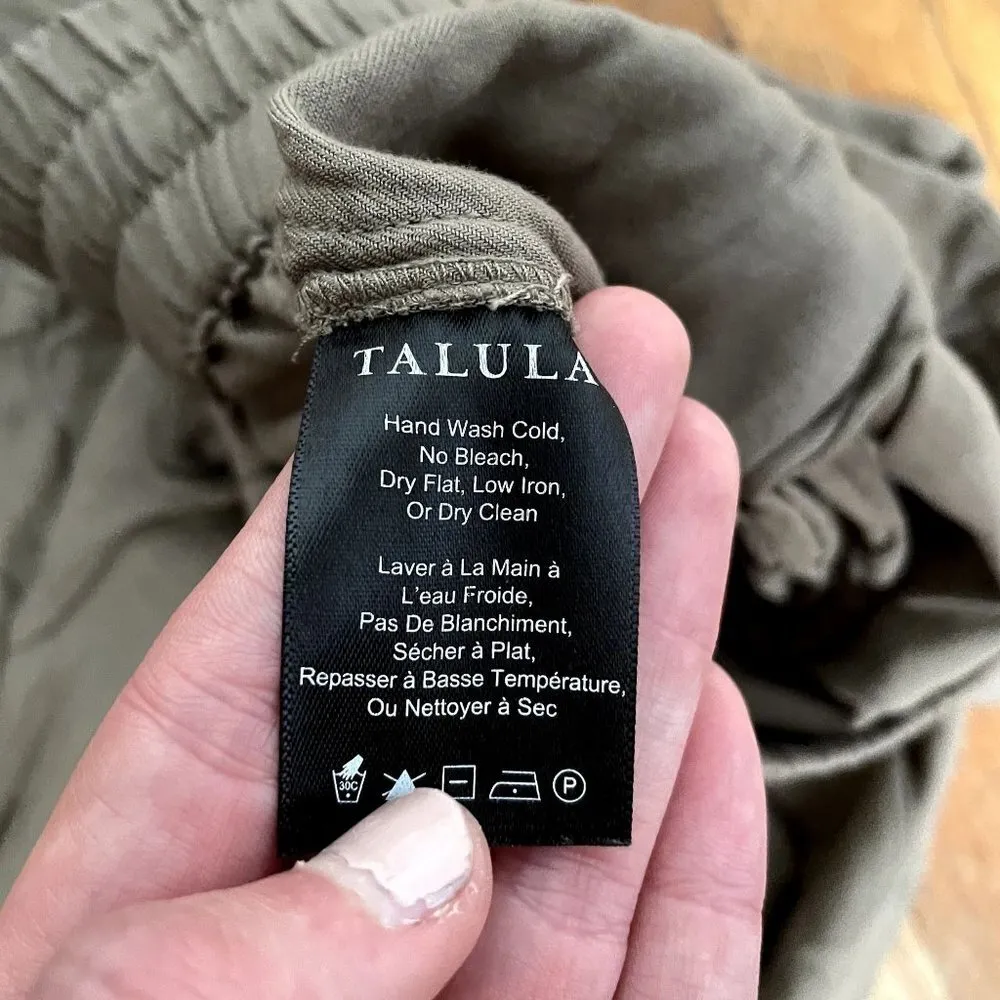 TALULA
Hand Wash Cold,
No Bleach,
Dry Flat, Low Iron,
Or Dry Clean
Laver à La Main à
L'eau Froide,
Pas De Blanchiment,
Sécher à Plat,
Repasser à Basse Température,
Ou Nettoyer à Sec
30C P